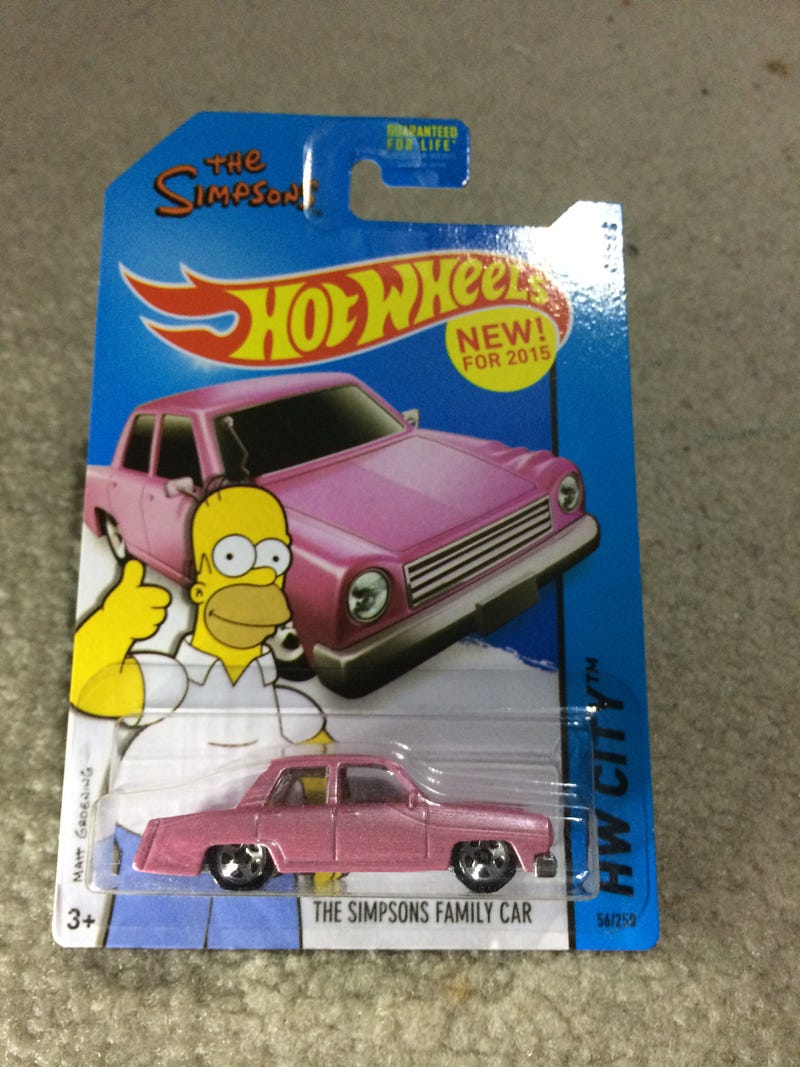 GUARANTEED
FOR LIFE
THE
SIMPSONS
HOT WHEELS
NEW!
FOR 2015
HW CITY™
MATT GROENING
3+
THE SIMPSONS FAMILY CAR
56/250